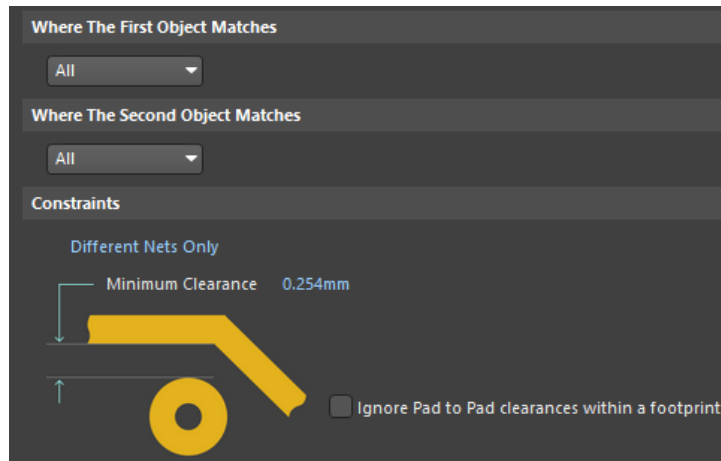 Where The First Object Matches
All
Where The Second Object Matches
All
Constraints
Different Nets Only
Minimum Clearance 0.254mm
Ignore Pad to Pad clearances within a footprint